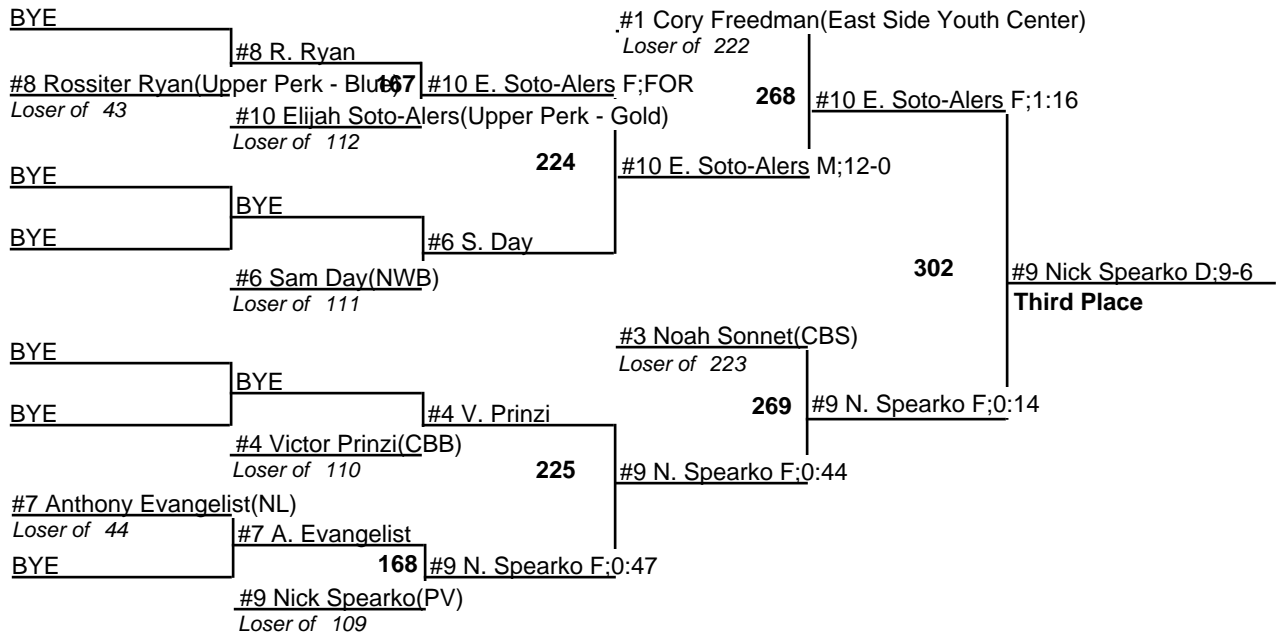 BYE
#8 R. Ryan
#8 Rossiter Ryan(Upper Perk - Blue)
Loser of 43
167
#10 E. Soto-Alers F;FOR
#10 Elijah Soto-Alers(Upper Perk - Gold)
Loser of 112
#1 Cory Freedman(East Side Youth Center)
Loser of 222
268
#10 E. Soto-Alers F;1:16
224
#10 E. Soto-Alers M;12-0
BYE
BYE
BYE
#6 S. Day
#6 Sam Day(NWB)
Loser of 111
302
#9 Nick Spearko D;9-6
Third Place
#3 Noah Sonnet(CBS)
Loser of 223
269
#9 N. Spearko F;0:14
BYE
BYE
BYE
#4 V. Prinzi
#4 Victor Prinzi(CBB)
Loser of 110
225
#9 N. Spearko F;0:44
#7 Anthony Evangelist(NL)
Loser of 44
#7 A. Evangelist
BYE
168
#9 N. Spearko F;0:47
#9 Nick Spearko(PV)
Loser of 109